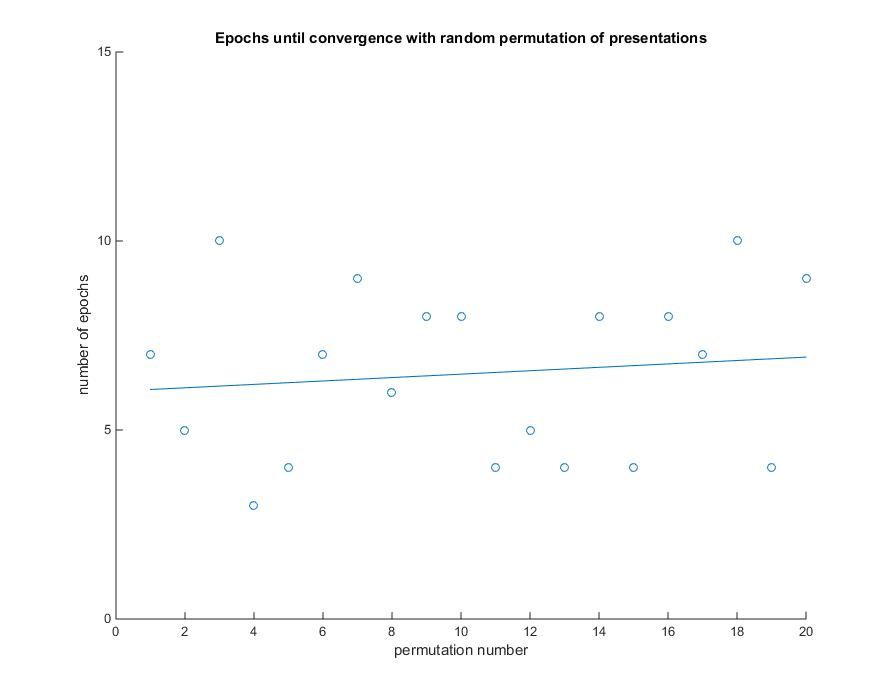 Epochs until convergence with random permutation of presentations
15
10
5
0
number of epochs
0 2 4 6 8 10 12 14 16 18 20
permutation number